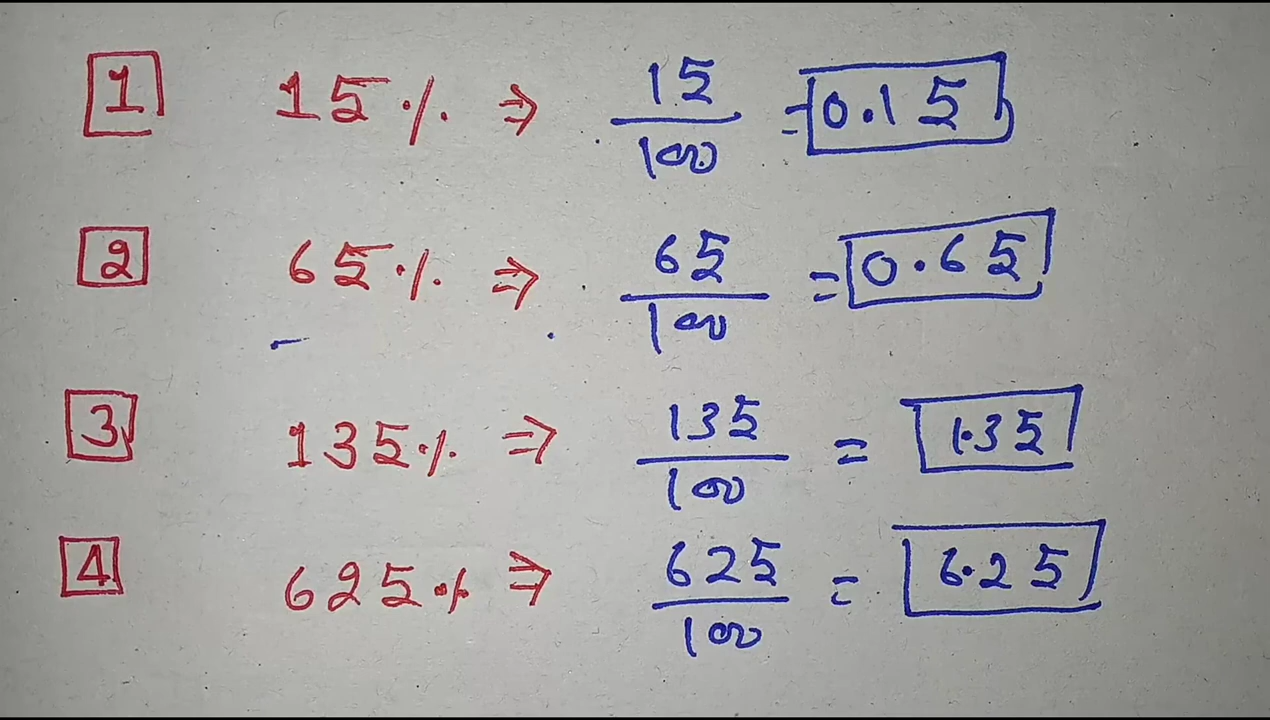 1 15% ⇒ 15/100 = 0.15
2 65% ⇒ 65/100 = 0.65
3 135% ⇒ 135/100 = 1.35
4 625% ⇒ 625/100 = 6.25